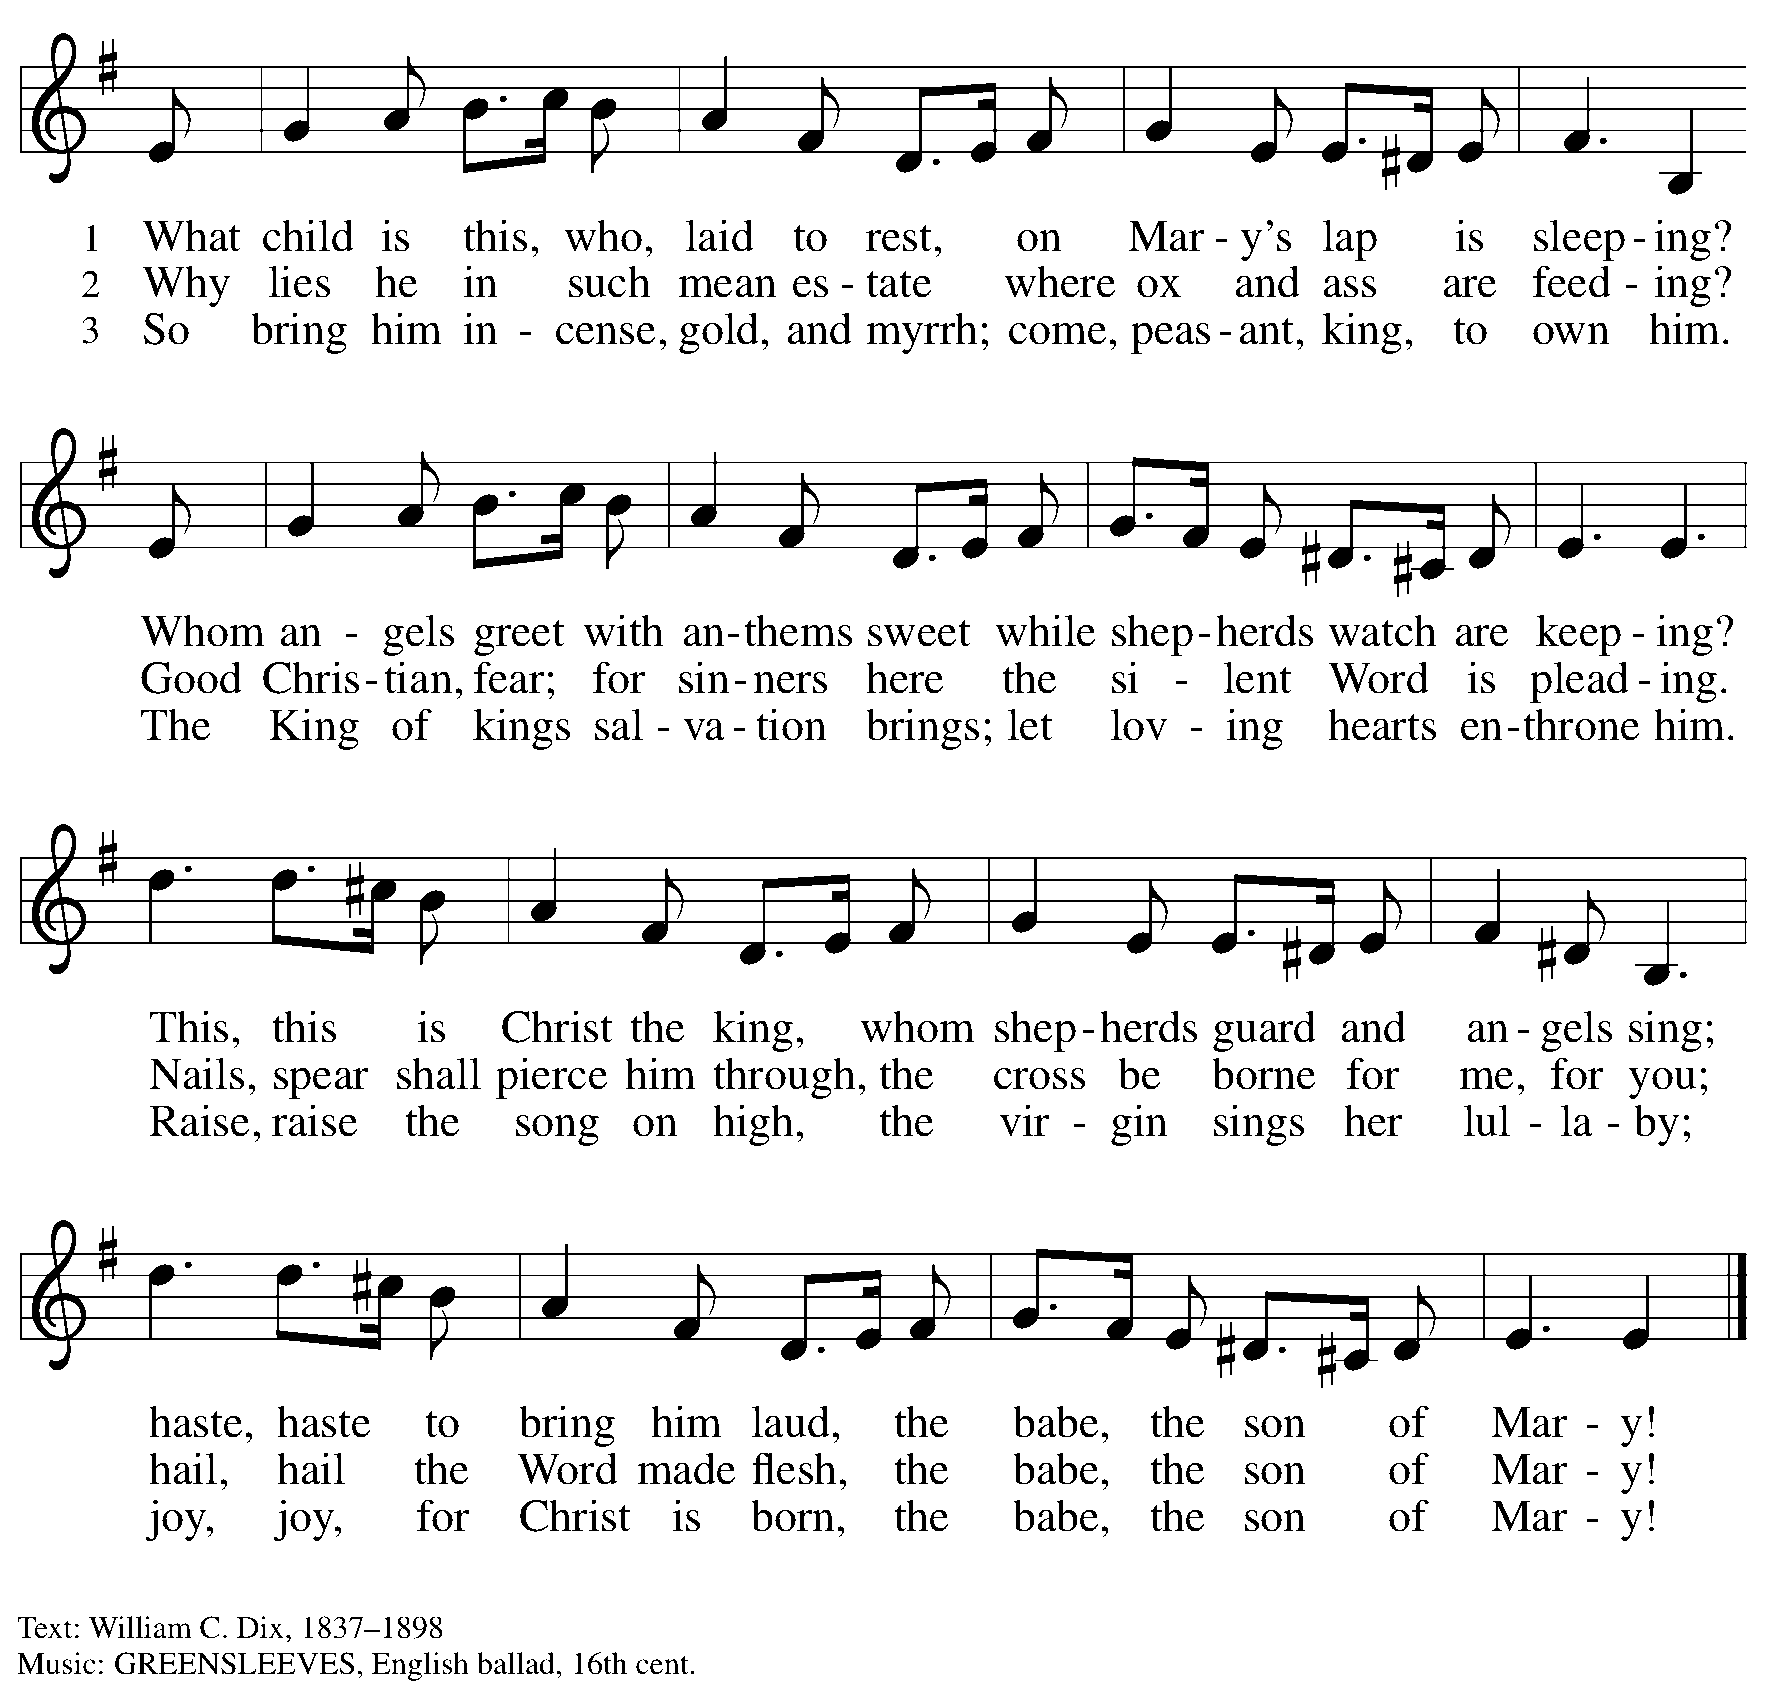 1 What child is this, who, laid to rest, on Mar - y's lap is sleep - ing?
2 Why lies he in such mean es - tate where ox and ass are feed - ing?
3 So bring him in - cense, gold, and myrrh; come, peas - ant, king, to own him.
Whom an - gels greet with an - thems sweet while shep - herds watch are keep - ing?
Good Chris - tian, fear; for sin - ners here the si - lent Word is plead - ing.
The King of kings sal - va - tion brings; let lov - ing hearts en - throne him.
This, this is Christ the king, whom shep - herds guard and an - gels sing;
Nails, spear shall pierce him through, the cross be borne for me, for you;
Raise, raise the song on high, the vir - gin sings her lul - la - by;
haste, haste to bring him laud, the babe, the son of Mar - y!
hail, hail the Word made flesh, the babe, the son of Mar - y!
joy, joy, for Christ is born, the babe, the son of Mar - y!
Text: William C. Dix, 1837–1898
Music: GREENSLEEVES, English ballad, 16th cent.